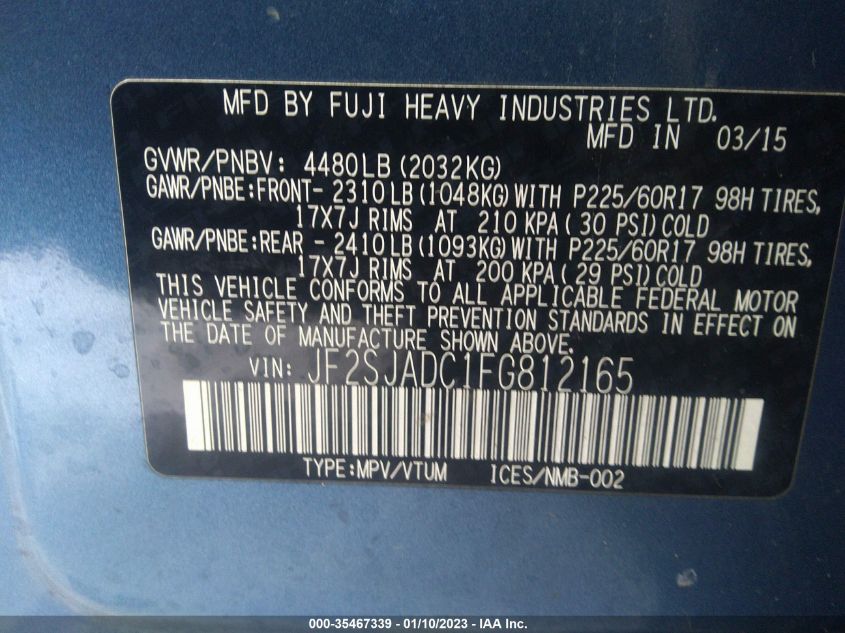 MFD BY FUJI HEAVY INDUSTRIES LTD.
MFD IN 03/15
GVWR/PNBV: 4480LB (2032KG)
GAWR/PNBE:FRONT- 2310LB (1048KG) WITH P225/60R17 98H TIRES,
17X7J RIMS AT 210 KPA ( 30 PSI) COLD
GAWR/PNBE:REAR - 2410LB (1093KG) WITH P225/60R17 98H TIRES,
17X7J RIMS AT 200 KPA ( 29 PSI) COLD
THIS VEHICLE CONFORMS TO ALL APPLICABLE FEDERAL MOTOR
VEHICLE SAFETY AND THEFT PREVENTION STANDARDS IN EFFECT ON
THE DATE OF MANUFACTURE SHOWN ABOVE.
VIN: JF2SJADC1FG812165
TYPE:MPV/VTUM ICES/NMB-002
000-35467339 - 01/10/2023 - IAA Inc.